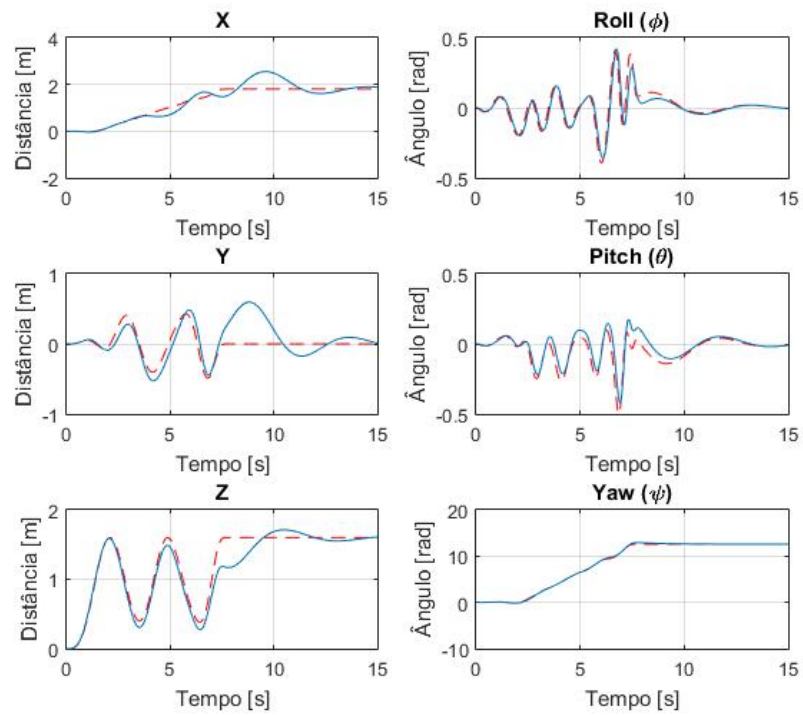 X
4
2
0
-2
Distância [m]
0
5
10
15
Tempo [s]
Roll (ϕ)
0.5
0
-0.5
Ângulo [rad]
0
5
10
15
Tempo [s]
Y
1
0
-1
Distância [m]
0
5
10
15
Tempo [s]
Pitch (θ)
0.5
0
-0.5
Ângulo [rad]
0
5
10
15
Tempo [s]
Z
2
1
0
Distância [m]
0
5
10
15
Tempo [s]
Yaw (ψ)
20
10
0
-10
Ângulo [rad]
0
5
10
15
Tempo [s]